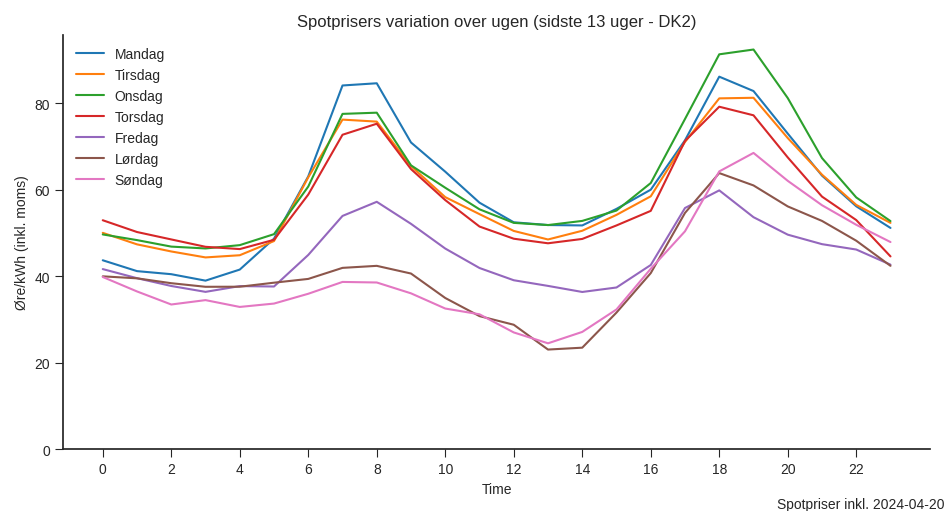 Spotprisers variation over ugen (sidste 13 uger - DK2)
Mandag
Tirsdag
Onsdag
Torsdag
Fredag
Lørdag
Søndag
Øre/kWh (inkl. moms)
80
60
40
20
0
0 2 4 6 8 10 12 14 16 18 20 22
Time
Spotpriser inkl. 2024-04-20